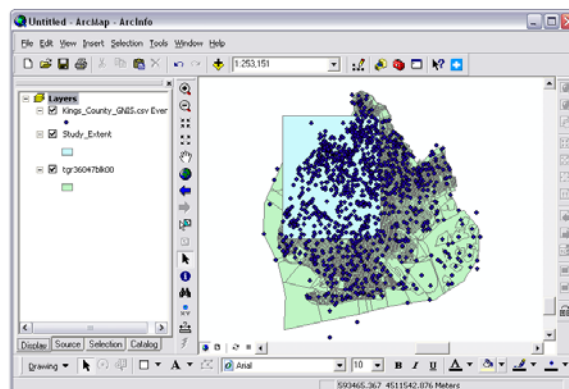 Untitled - ArcMap - ArcInfo
File Edit View Insert Selection Tools Window Help
1:253,151
Layers
Kings_County_GNIS.csv Ever
Study_Extent
tgr36047blk00
Display Source Selection Catalog
Drawing A Arial 10 B I U A
593465.367 4511542.876 Meters